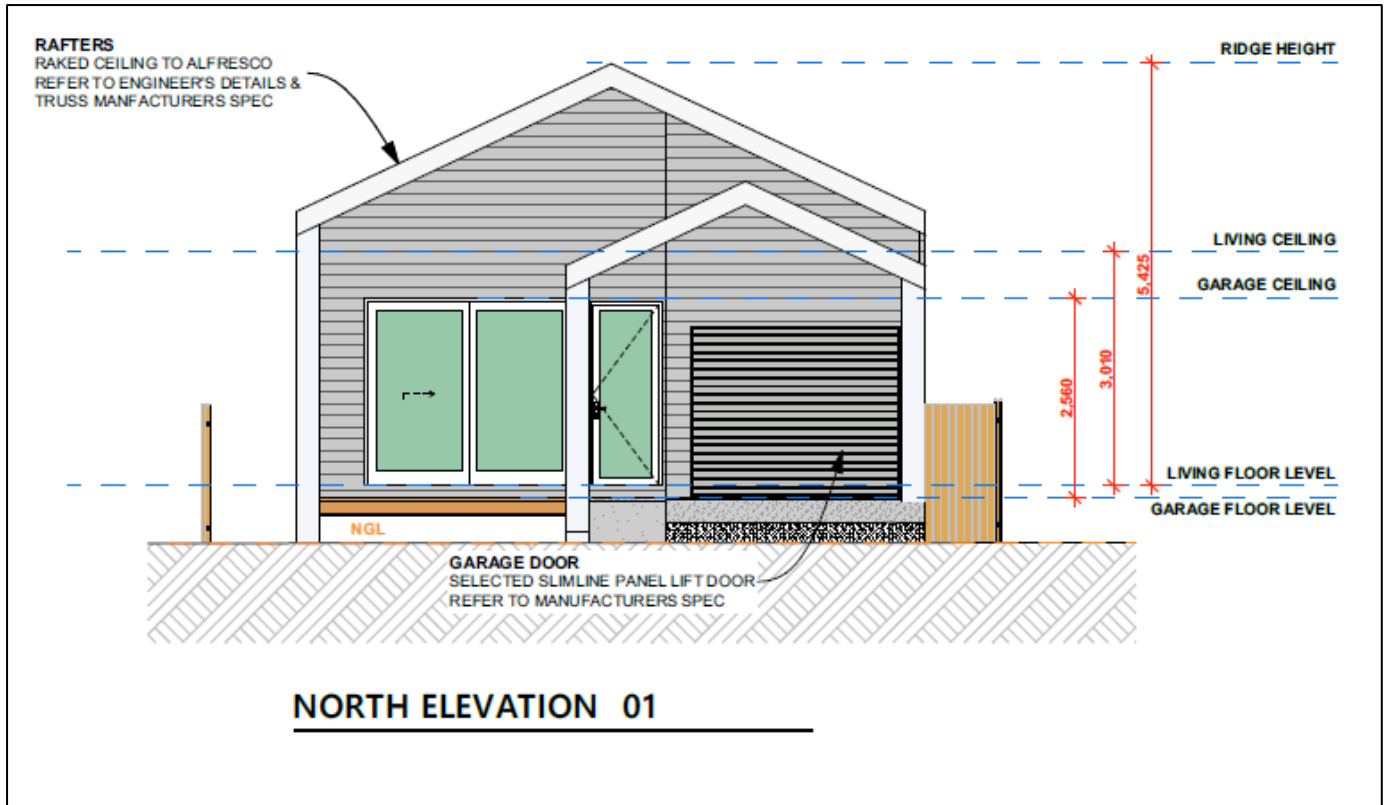 RAFTERS
RAKED CEILING TO ALFRESCO
REFER TO ENGINEER'S DETAILS &
TRUSS MANFACTURERS SPEC
RIDGE HEIGHT
LIVING CEILING
GARAGE CEILING
5,425
3,010
2,560
LIVING FLOOR LEVEL
GARAGE FLOOR LEVEL
NGL
GARAGE DOOR
SELECTED SLIMLINE PANEL LIFT DOOR
REFER TO MANUFACTURERS SPEC
NORTH ELEVATION 01